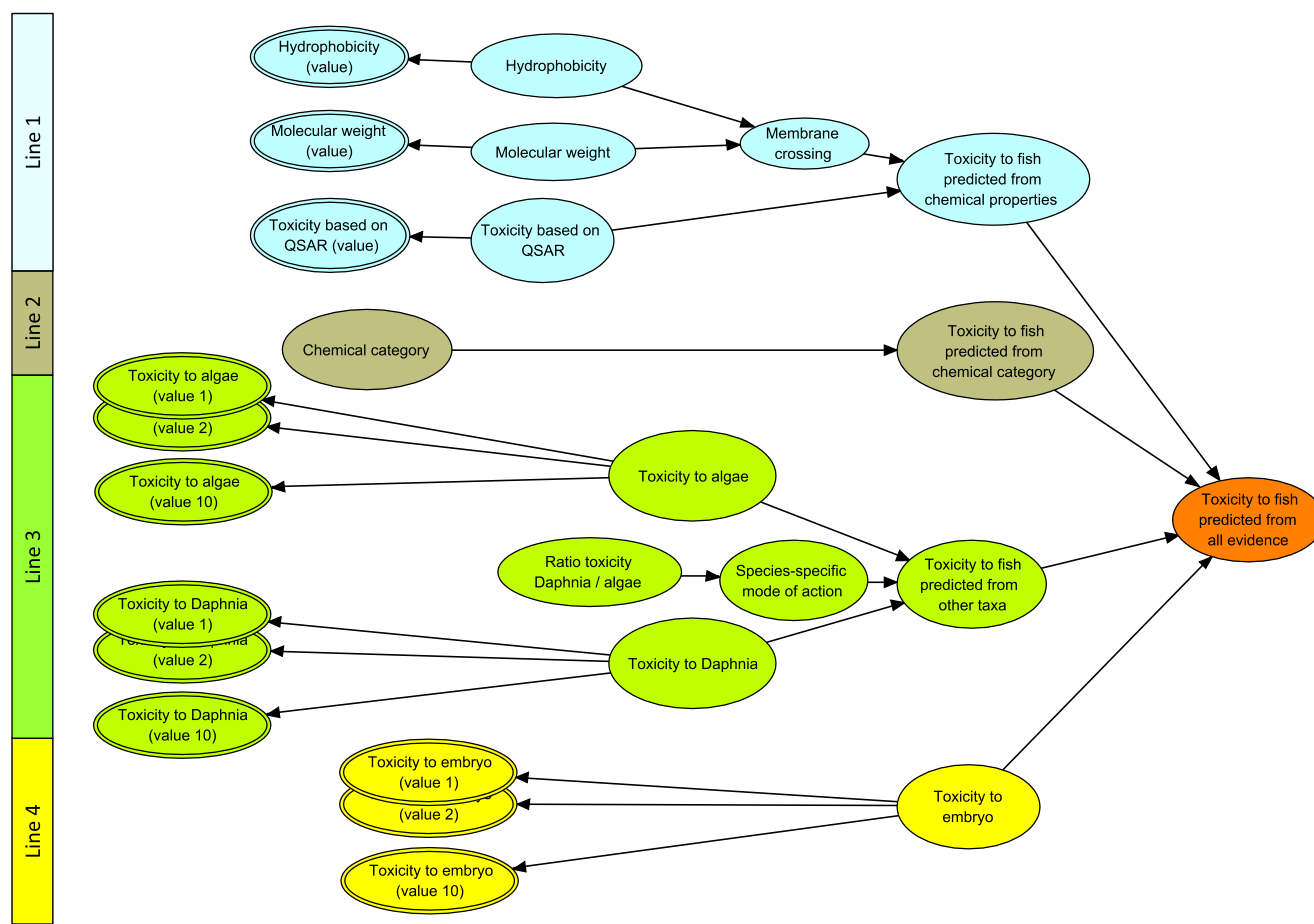 Line 1
Hydrophobicity
(value)
Hydrophobicity
Molecular weight
(value)
Molecular weight
Membrane
crossing
Toxicity to fish
predicted from
chemical properties
Toxicity based on
QSAR (value)
Toxicity based on
QSAR
Line 2
Chemical category
Toxicity to fish
predicted from
chemical category
Line 3
Toxicity to algae
(value 1)
(value 2)
Toxicity to algae
(value 10)
Toxicity to algae
Ratio toxicity
Daphnia / algae
Species-specific
mode of action
Toxicity to fish
predicted from
other taxa
Toxicity to fish
predicted from
all evidence
Toxicity to Daphnia
(value 1)
(value 2)
Toxicity to Daphnia
(value 10)
Toxicity to Daphnia
Line 4
Toxicity to embryo
(value 1)
(value 2)
Toxicity to embryo
(value 10)
Toxicity to
embryo